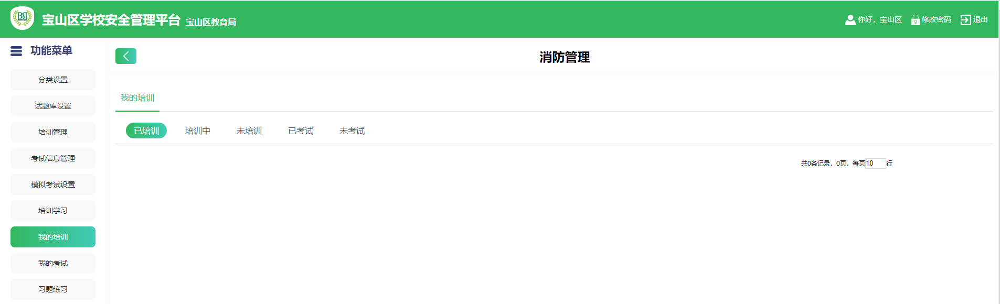 宝山区学校安全管理平台 宝山区教育局
你好，宝山区 修改密码 退出
功能菜单
分类设置
试题库设置
培训管理
考试信息管理
模拟考试设置
培训学习
我的培训
我的考试
习题练习
消防管理
我的培训
已培训 培训中 未培训 已考试 未考试
共0条记录，0页，每页10行